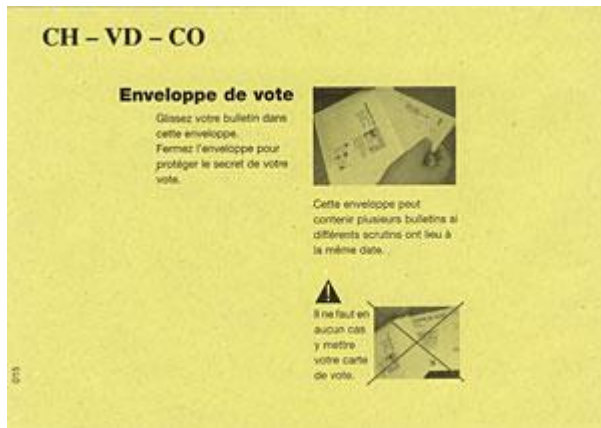 CH – VD – CO
Enveloppe de vote
Glissez votre bulletin dans
cette enveloppe.
Fermez l'enveloppe pour
protéger le secret de votre
vote.
Cette enveloppe peut
contenir plusieurs bulletins si
différents scrutins ont lieu à
la même date.
Il ne faut en
aucun cas
y mettre
votre carte
de vote.
015